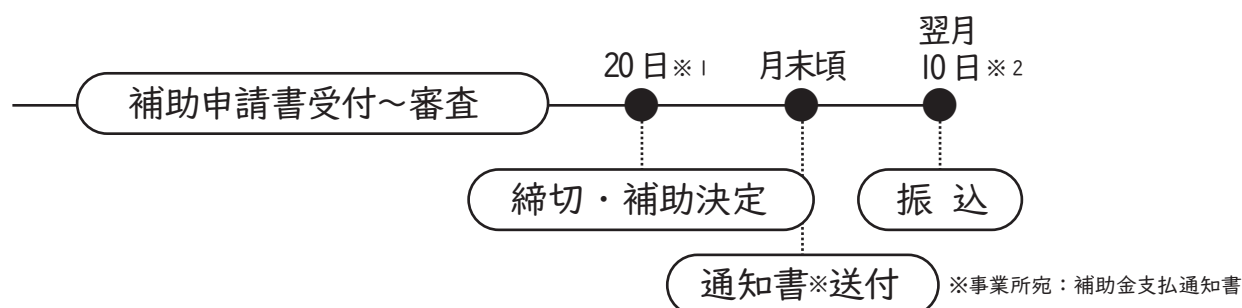 翌月
20日※1 月末頃 10日※2
補助申請書受付～審査
締切・補助決定 振込
通知書※送付 ※事業所宛：補助金支払通知書